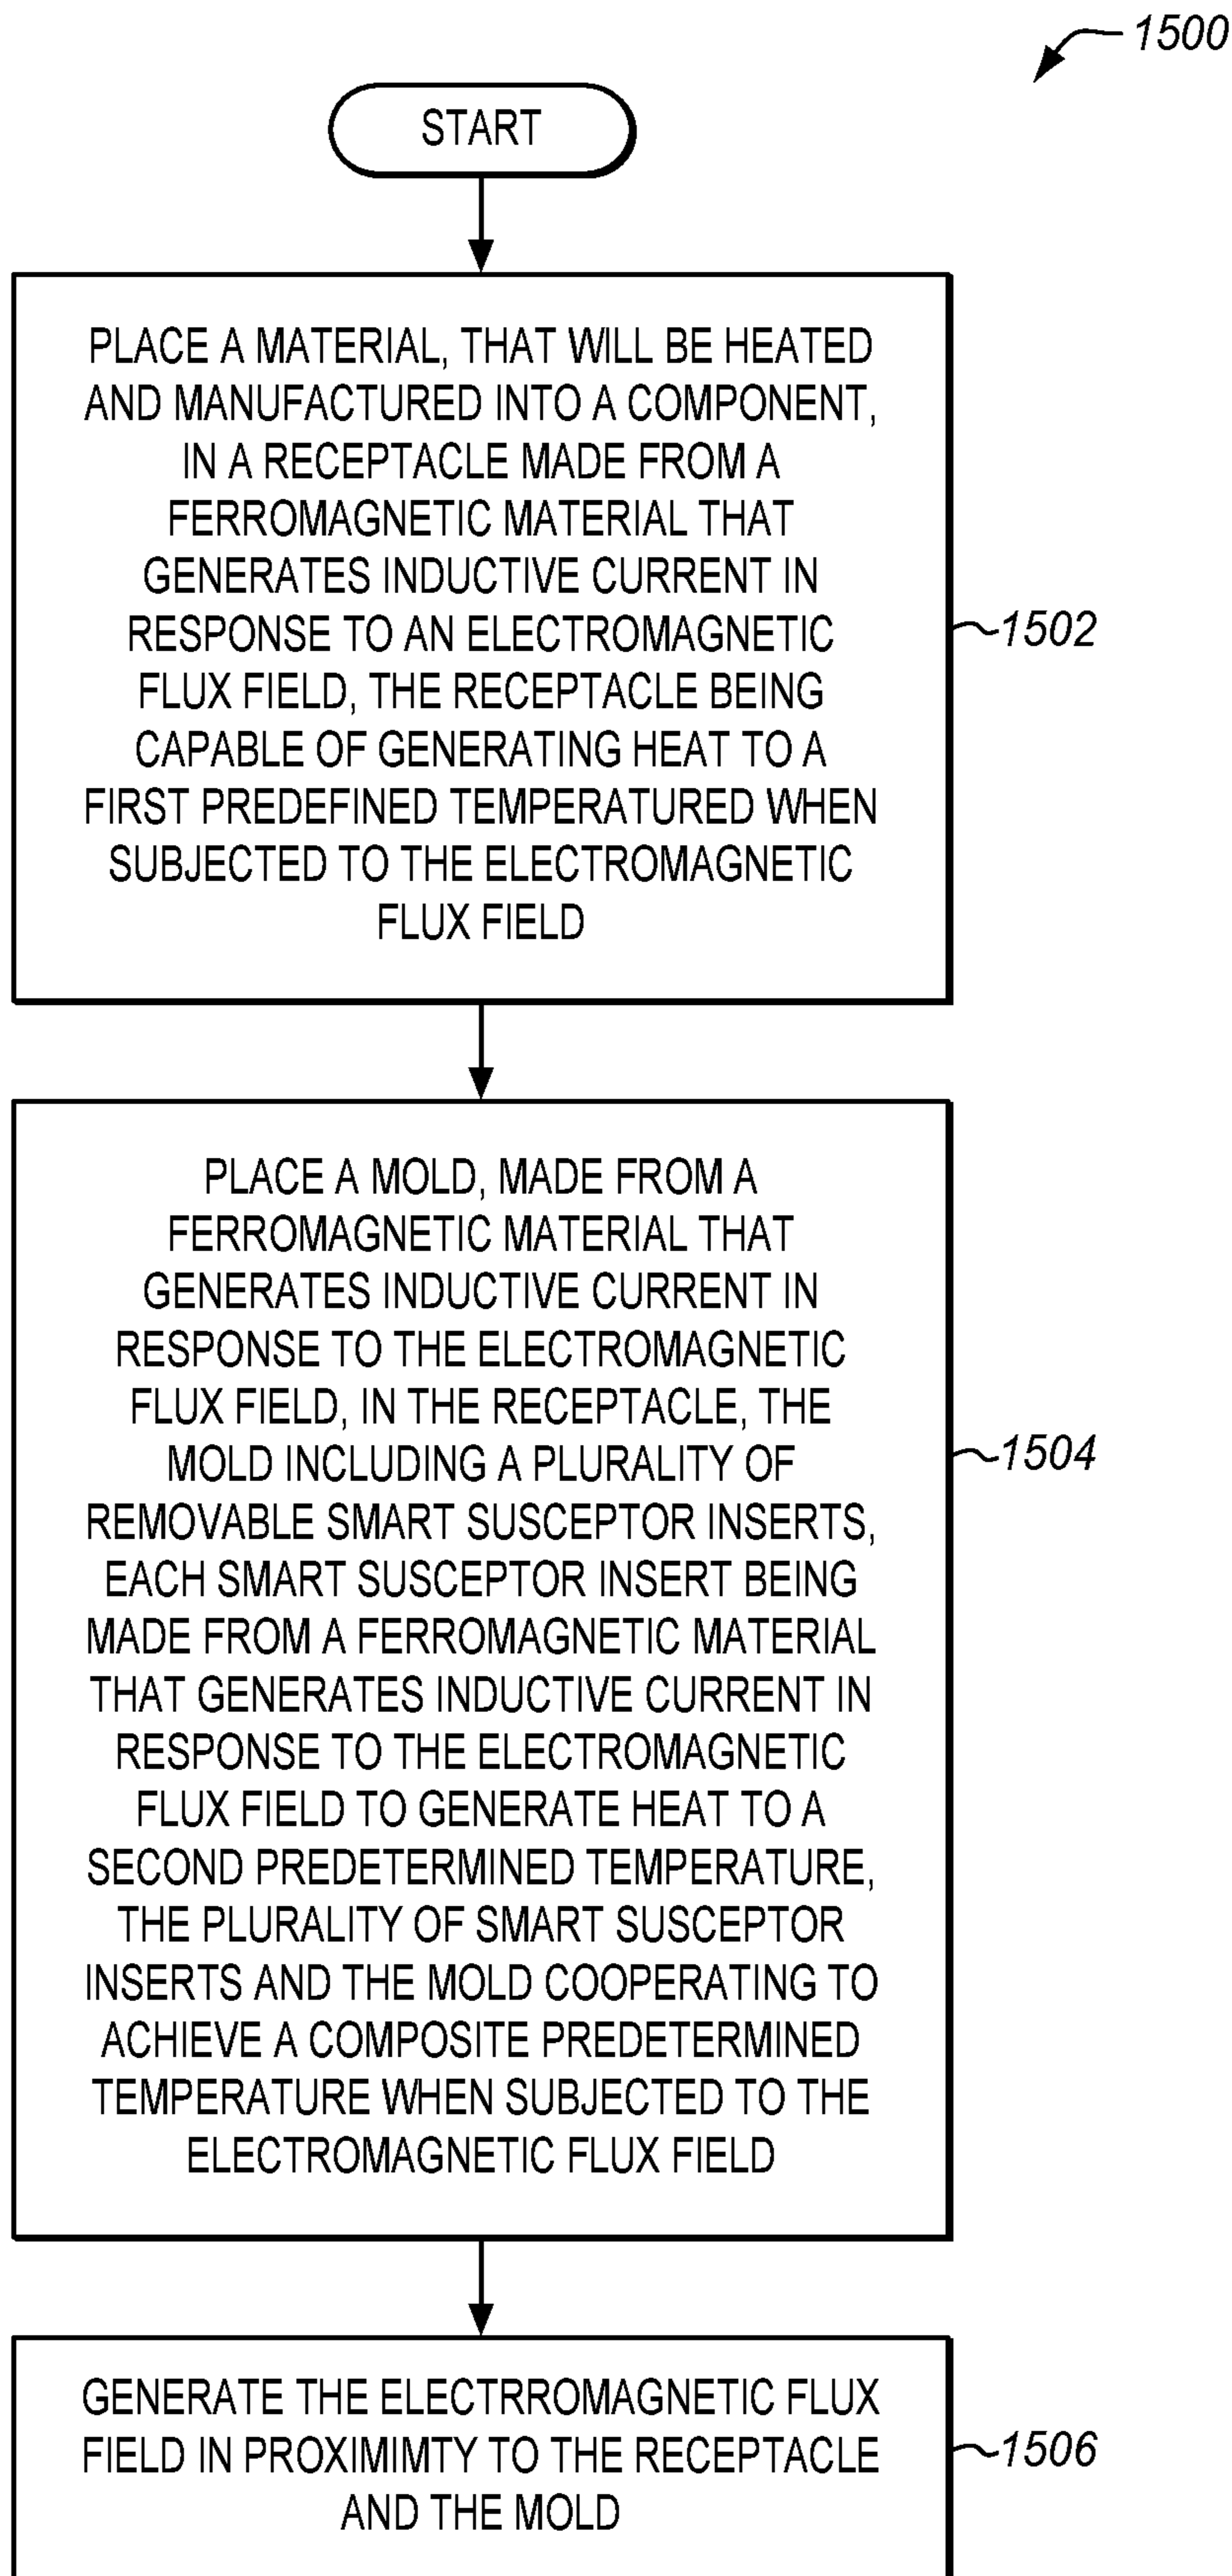 1500
START
PLACE A MATERIAL, THAT WILL BE HEATED
AND MANUFACTURED INTO A COMPONENT,
IN A RECEPTACLE MADE FROM A
FERROMAGNETIC MATERIAL THAT
GENERATES INDUCTIVE CURRENT IN
RESPONSE TO AN ELECTROMAGNETIC
FLUX FIELD, THE RECEPTACLE BEING
CAPABLE OF GENERATING HEAT TO A
FIRST PREDEFINED TEMPERATURED WHEN
SUBJECTED TO THE ELECTROMAGNETIC
FLUX FIELD
1502
PLACE A MOLD, MADE FROM A
FERROMAGNETIC MATERIAL THAT
GENERATES INDUCTIVE CURRENT IN
RESPONSE TO THE ELECTROMAGNETIC
FLUX FIELD, IN THE RECEPTACLE, THE
MOLD INCLUDING A PLURALITY OF
REMOVABLE SMART SUSCEPTOR INSERTS,
EACH SMART SUSCEPTOR INSERT BEING
MADE FROM A FERROMAGNETIC MATERIAL
THAT GENERATES INDUCTIVE CURRENT IN
RESPONSE TO THE ELECTROMAGNETIC
FLUX FIELD TO GENERATE HEAT TO A
SECOND PREDETERMINED TEMPERATURE,
THE PLURALITY OF SMART SUSCEPTOR
INSERTS AND THE MOLD COOPERATING TO
ACHIEVE A COMPOSITE PREDETERMINED
TEMPERATURE WHEN SUBJECTED TO THE
ELECTROMAGNETIC FLUX FIELD
1504
GENERATE THE ELECTRROMAGNETIC FLUX
FIELD IN PROXIMIMTY TO THE RECEPTACLE
AND THE MOLD
1506